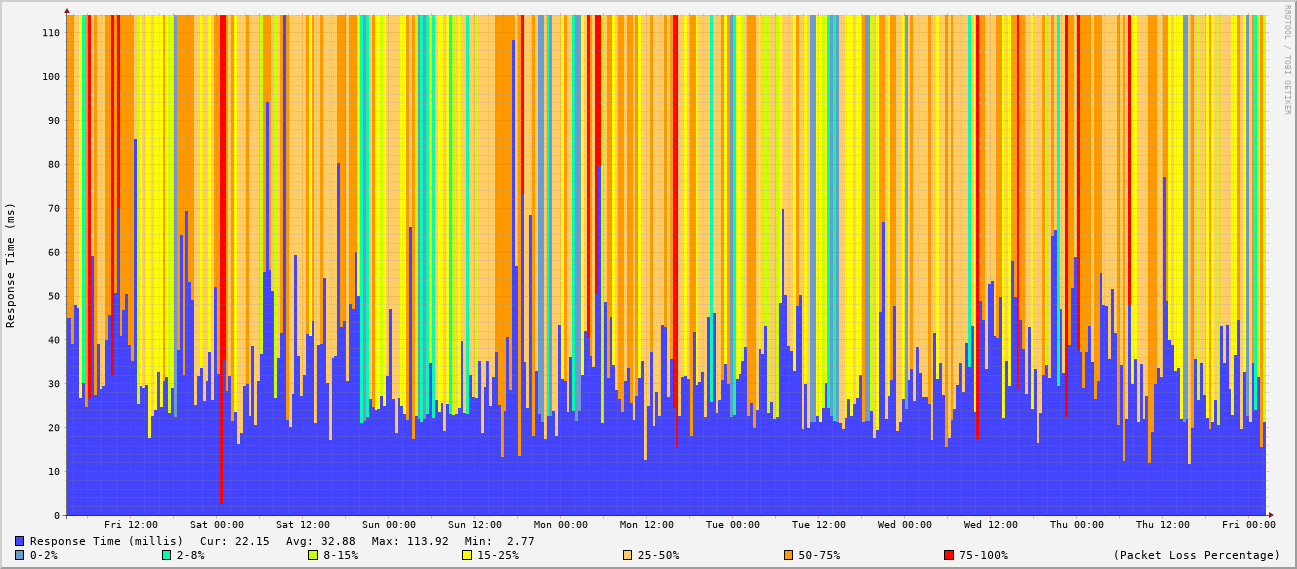 RRDTOOL / TOBI OETIKER
Response Time (ms)
110
100
90
80
70
60
50
40
30
20
10
0
Fri 12:00 Sat 00:00 Sat 12:00 Sun 00:00 Sun 12:00 Mon 00:00 Mon 12:00 Tue 00:00 Tue 12:00 Wed 00:00 Wed 12:00 Thu 00:00 Thu 12:00 Fri 00:00
Response Time (millis) Cur: 22.15 Avg: 32.88 Max: 113.92 Min: 2.77
0-2% 2-8% 8-15% 15-25% 25-50% 50-75% 75-100% (Packet Loss Percentage)